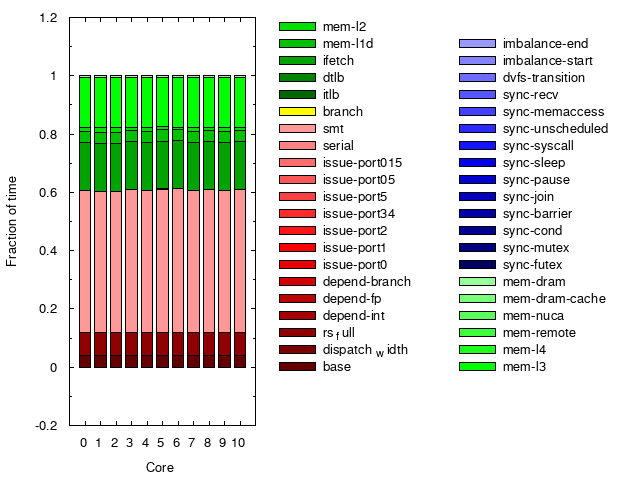 1.2
1
0.8
0.6
0.4
0.2
0
-0.2
Fraction of time
0 1 2 3 4 5 6 7 8 9 10
Core
mem-l2
mem-l1d
ifetch
dtlb
itlb
branch
smt
serial
issue-port015
issue-port05
issue-port5
issue-port34
issue-port2
issue-port1
issue-port0
depend-branch
depend-fp
depend-int
rsfull
dispatchwidth
base
imbalance-end
imbalance-start
dvfs-transition
sync-recv
sync-memaccess
sync-unscheduled
sync-syscall
sync-sleep
sync-pause
sync-join
sync-barrier
sync-cond
sync-mutex
sync-futex
mem-dram
mem-dram-cache
mem-nuca
mem-remote
mem-l4
mem-l3